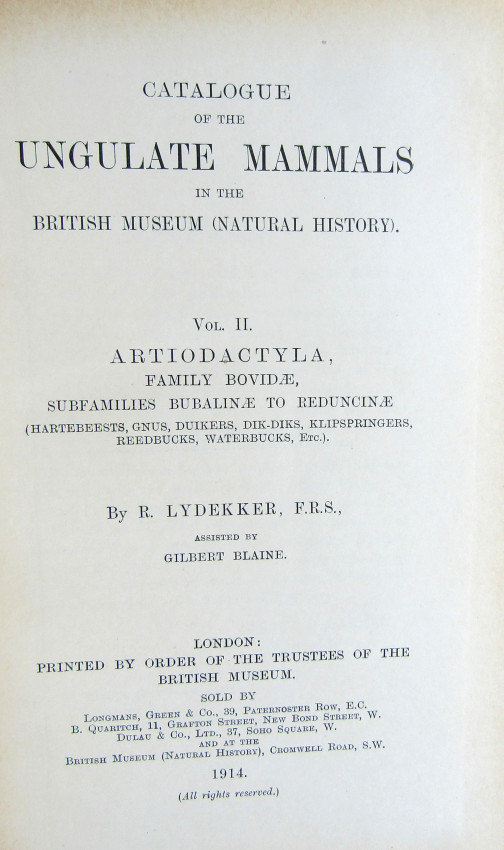 CATALOGUE
OF THE
UNGULATE MAMMALS
IN THE
BRITISH MUSEUM (NATURAL HISTORY).
VOL. II.
ARTIODACTYLA,
FAMILY BOVIDÆ,
SUBFAMILIES BUBALINÆ TO REDUNCINÆ
(HARTEBEESTS, GNUS, DUIKERS, DIK-DIKS, KLIPSPRINGERS,
REEDBUCKS, WATERBUCKS, ETC.).
By R. LYDEKKER, F.R.S.,
ASSISTED BY
GILBERT BLAINE.
LONDON:
PRINTED BY ORDER OF THE TRUSTEES OF THE
BRITISH MUSEUM.
SOLD BY
LONGMANS, GREEN & CO., 39, PATERNOSTER ROW, E.C.
B. QUARITCH, 11, GRAFTON STREET, NEW BOND STREET, W.
DULAU & CO., LTD., 37, SOHO SQUARE, W.
AND AT THE
BRITISH MUSEUM (NATURAL HISTORY), CROMWELL ROAD, S.W.
1914.
(All rights reserved.)